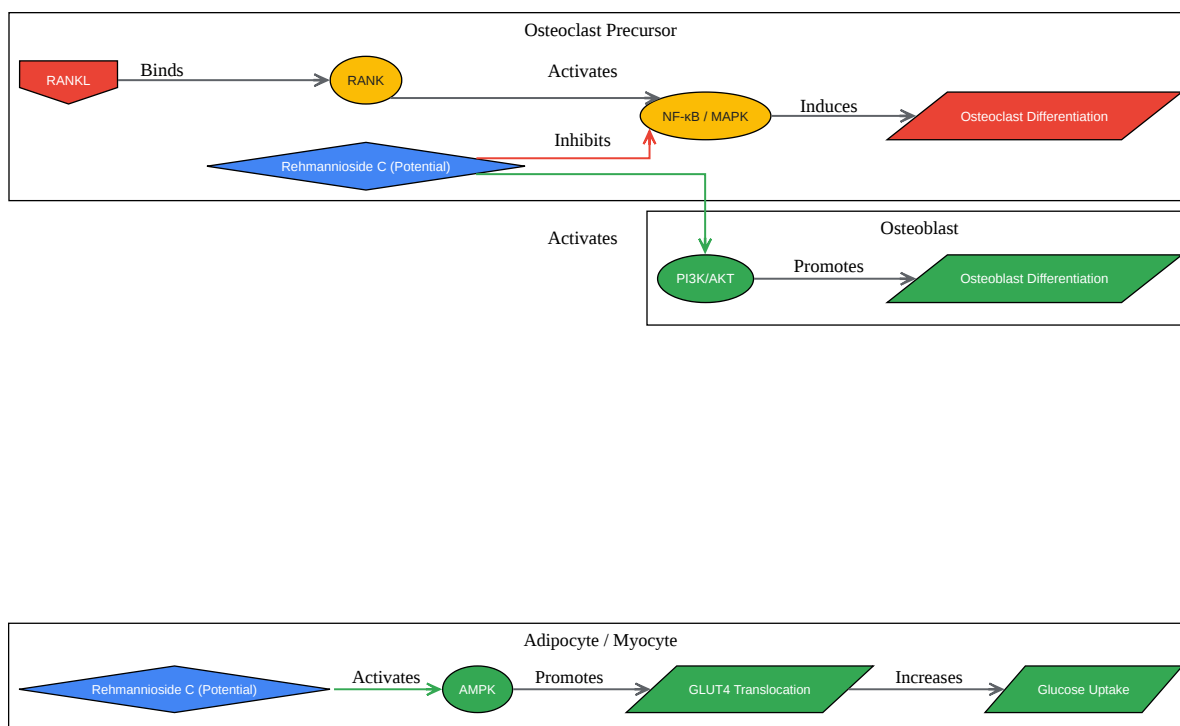 Osteoclast Precursor
RANKL
Binds
RANK
Activates
NF-κB / MAPK
Induces
Osteoclast Differentiation
Inhibits
Rehmannioside C (Potential)
Activates
Osteoblast
PI3K/AKT
Promotes
Osteoblast Differentiation
Adipocyte / Myocyte
Rehmannioside C (Potential)
Activates
AMPK
Promotes
GLUT4 Translocation
Increases
Glucose Uptake